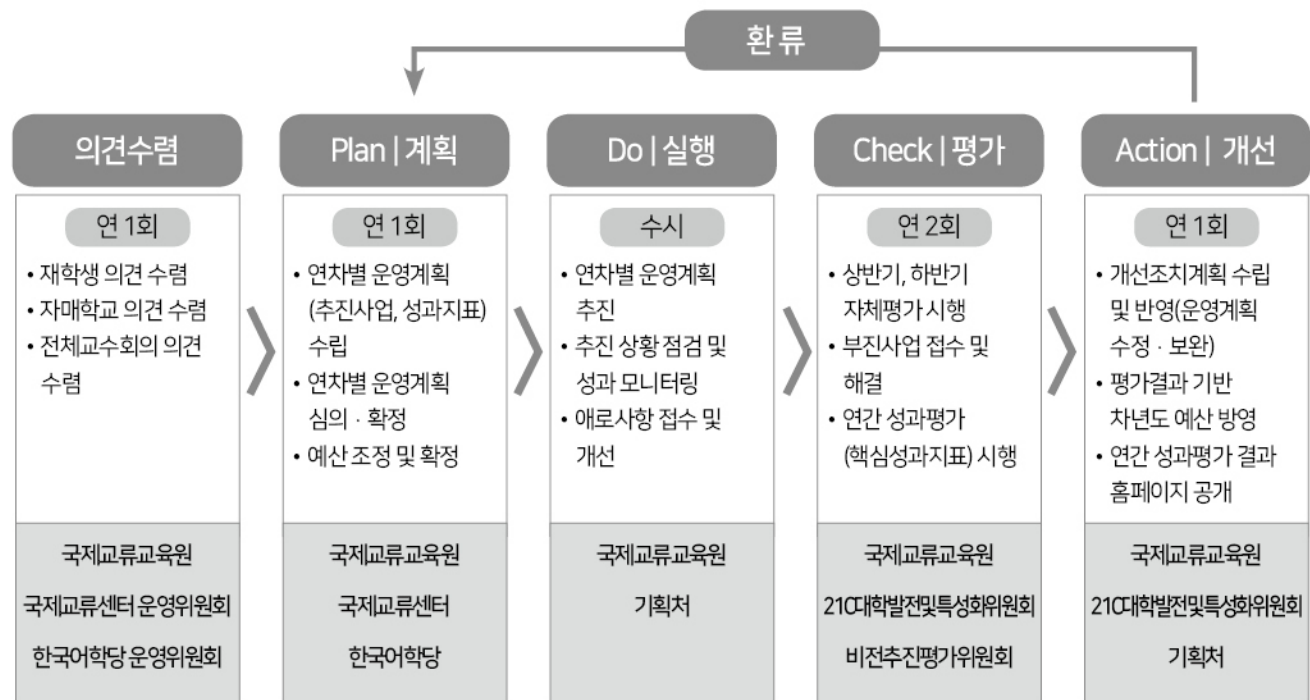 환류
의견수렴
연 1회
• 재학생 의견 수렴
• 자매학교 의견 수렴
• 전체교수회의 의견
수렴
국제교류교육원
국제교류센터 운영위원회
한국어학당 운영위원회
Plan | 계획
연 1회
• 연차별 운영계획
(추진사업, 성과지표)
수립
• 연차별 운영계획
심의 · 확정
• 예산 조정 및 확정
국제교류교육원
국제교류센터
한국어학당
Do | 실행
수시
• 연차별 운영계획
추진
• 추진 상황 점검 및
성과 모니터링
• 애로사항 접수 및
개선
국제교류교육원
기획처
Check | 평가
연 2회
• 상반기, 하반기
자체평가 시행
• 부진사업 접수 및
해결
• 연간 성과평가
(핵심성과지표) 시행
국제교류교육원
21C대학발전및특성화위원회
비전추진평가위원회
Action | 개선
연 1회
• 개선조치계획 수립
및 반영(운영계획
수정 · 보완)
• 평가결과 기반
차년도 예산 방영
• 연간 성과평가 결과
홈페이지 공개
국제교류교육원
21C대학발전및특성화위원회
기획처